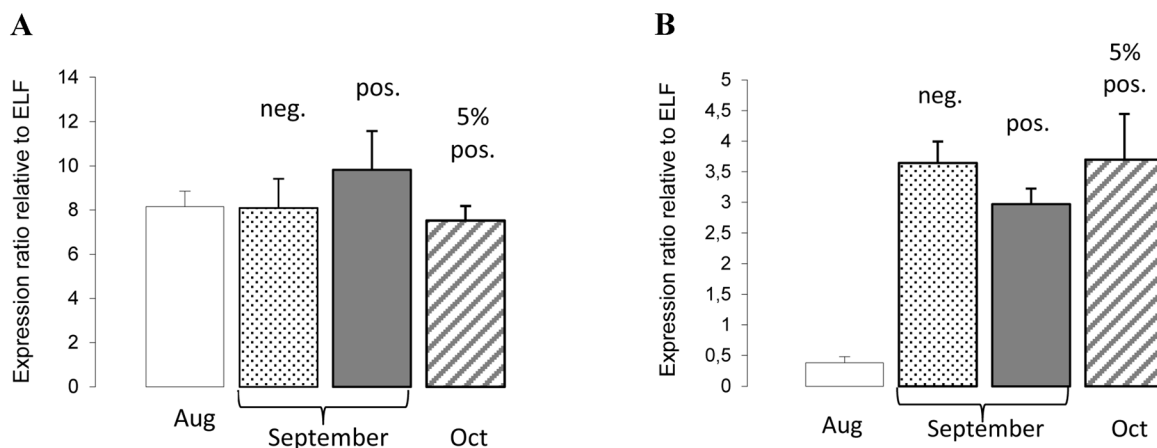 A
Expression ratio relative to ELF
14
12
10
8
6
4
2
0
neg.
pos.
5%
pos.
Aug
September
Oct
B
Expression ratio relative to ELF
5
4,5
4
3,5
3
2,5
2
1,5
1
0,5
0
neg.
pos.
5%
pos.
Aug
September
Oct